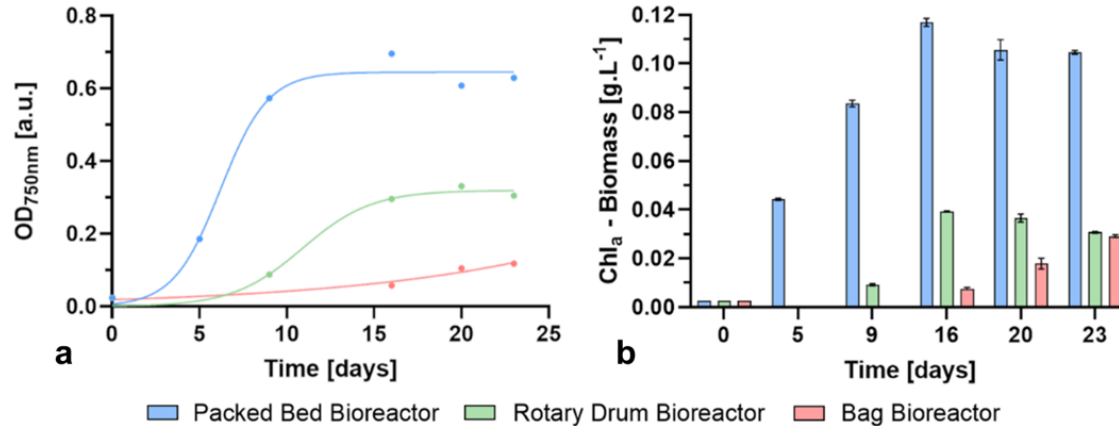 0.8
0.6
0.4
0.2
0.0
OD750nm [a.u.]
0 5 10 15 20 25
Time [days]
a
0.12
0.10
0.08
0.06
0.04
0.02
0.00
Chla - Biomass [g.L-1]
0 5 9 16 20 23
Time [days]
b
Packed Bed Bioreactor Rotary Drum Bioreactor Bag Bioreactor